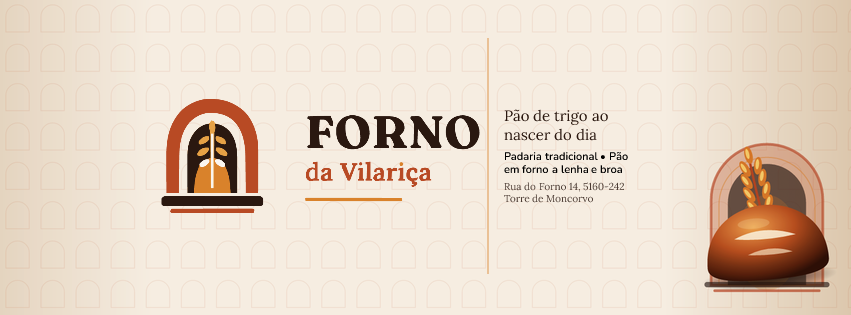 FORNO
da Vilariça
Pão de trigo ao
nascer do dia
Padaria tradicional • Pão
em forno a lenha e broa
Rua do Forno 14, 5160-242
Torre de Moncorvo